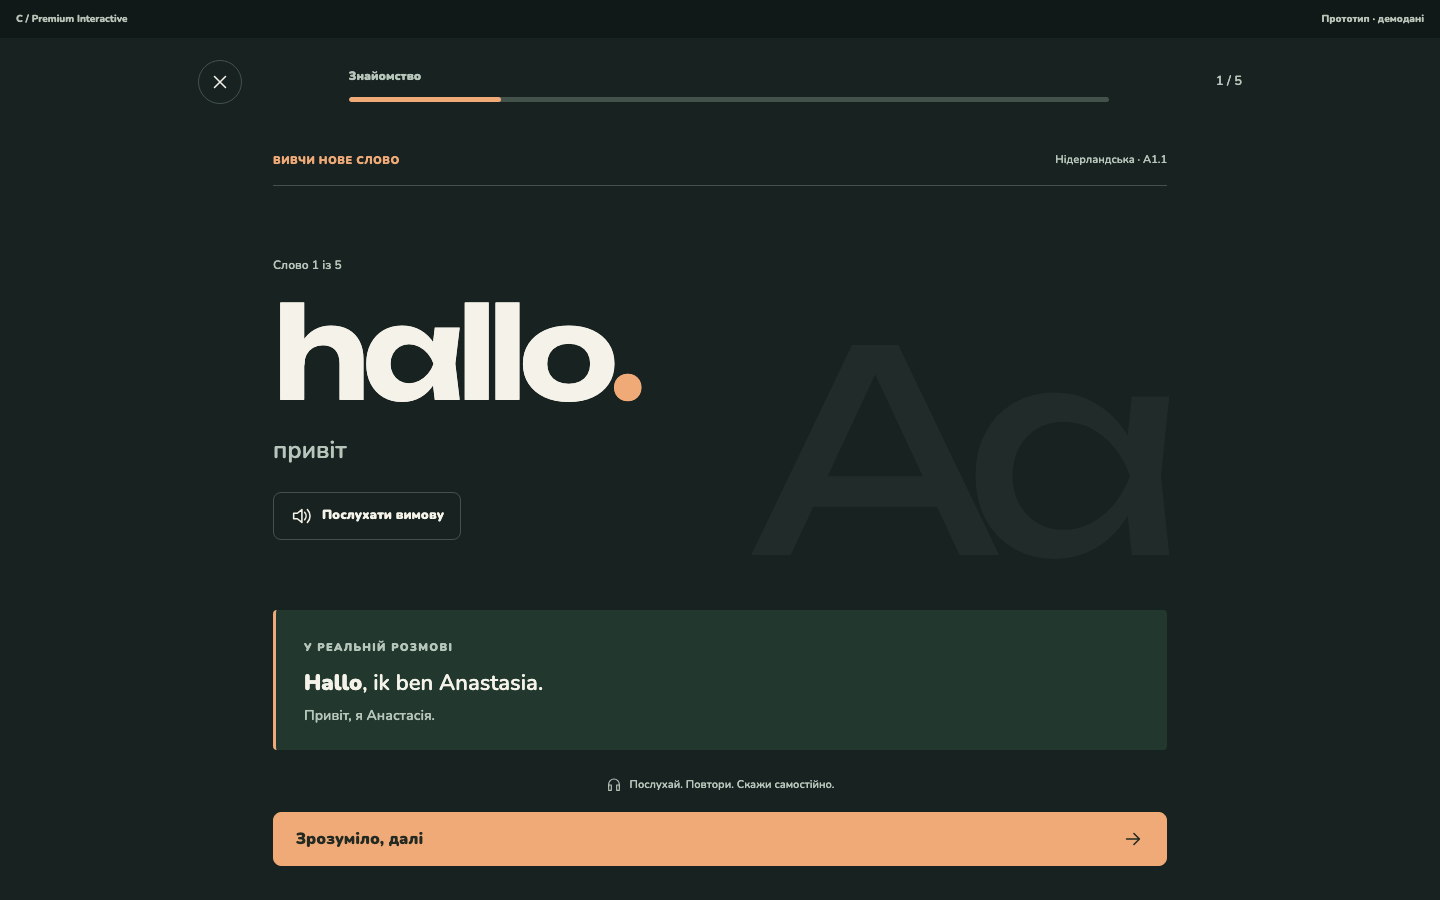 C / Premium Interactive
Прототип · демодані
Знайомство
1 / 5
ВИВЧИ НОВЕ СЛОВО
Нідерландська · A1.1
Слово 1 із 5
hallo.
Aa
привіт
Послухати вимову
У РЕАЛЬНІЙ РОЗМОВІ
Hallo, ik ben Anastasia.
Привіт, я Анастасія.
Послухай. Повтори. Скажи самостійно.
Зрозуміло, далі